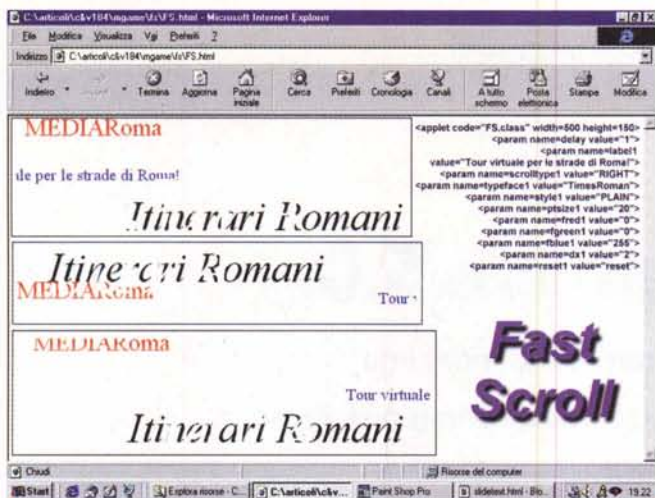 C:\articoli\c&v184\mgame\fs\FS.html - Microsoft Internet Explorer
File Modifica Visualizza Vai Preferiti ?
Indirizzo C:\articoli\c&v184\mgame\fs\FS.html
Indietro Termina Aggiorna Pagina iniziale Cerca Preferiti Cronologia Canali A tutto schermo Posta elettronica Stampa Modifica
MEDIARoma
ale per le strade di Roma!
Itinerari Romani
Itinerari Romani
MEDIARoma
Tour v
MEDIARoma
Tour virtuale
Itinerari Romani
<applet code="FS.class" width=500 height=150>
<param name=delay value="1">
<param name=label1
value="Tour virtuale per le strade di Roma!">
<param name=scrolltype1 value="RIGHT">
<param name=typeface1 value="TimesRoman">
<param name=style1 value="PLAIN">
<param name=ptsize1 value="20">
<param name=fred1 value="0">
<param name=fgreen1 value="0">
<param name=fblue1 value="255">
<param name=dx1 value="2">
<param name=reset1 value="reset">
Fast
Scroll
Chiudi Risorse del computer
Start Esplora risorse - C... C:\articoli\c&v... Paint Shop Pro slidetext.html - Blo... 19.22